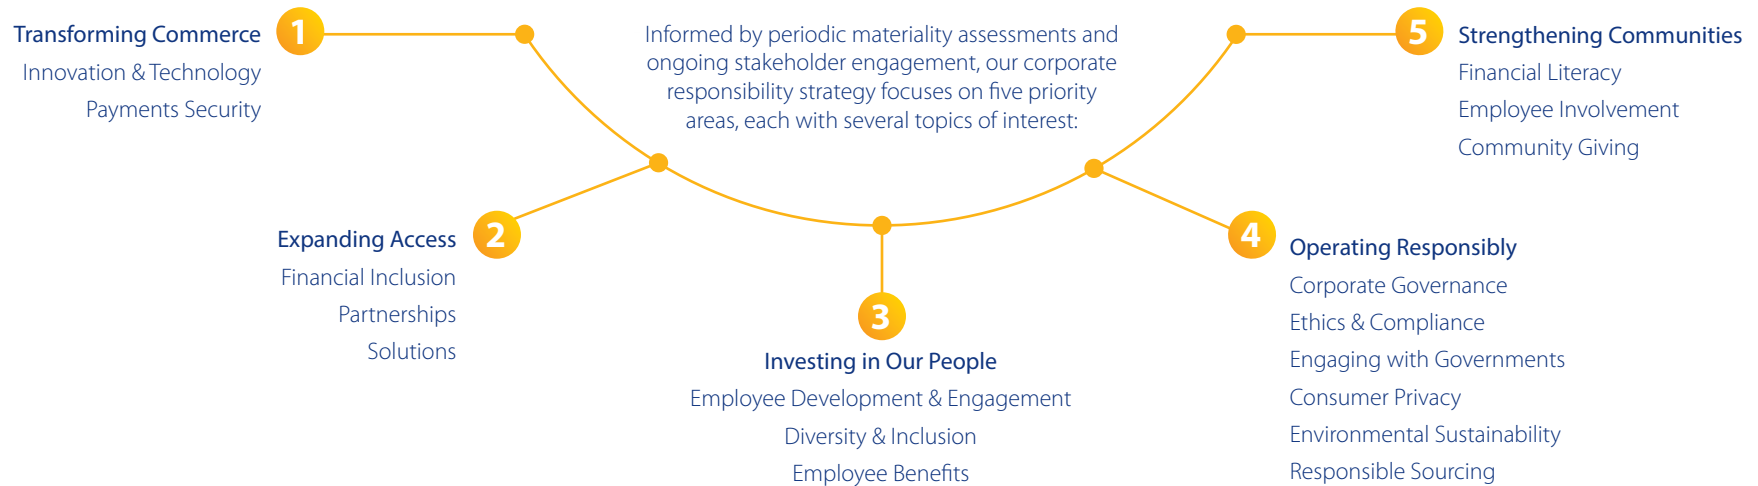 Informed by periodic materiality assessments and
ongoing stakeholder engagement, our corporate
responsibility strategy focuses on five priority
areas, each with several topics of interest:
1
Transforming Commerce
Innovation & Technology
Payments Security
2
Expanding Access
Financial Inclusion
Partnerships
Solutions
3
Investing in Our People
Employee Development & Engagement
Diversity & Inclusion
Employee Benefits
4
Operating Responsibly
Corporate Governance
Ethics & Compliance
Engaging with Governments
Consumer Privacy
Environmental Sustainability
Responsible Sourcing
5
Strengthening Communities
Financial Literacy
Employee Involvement
Community Giving